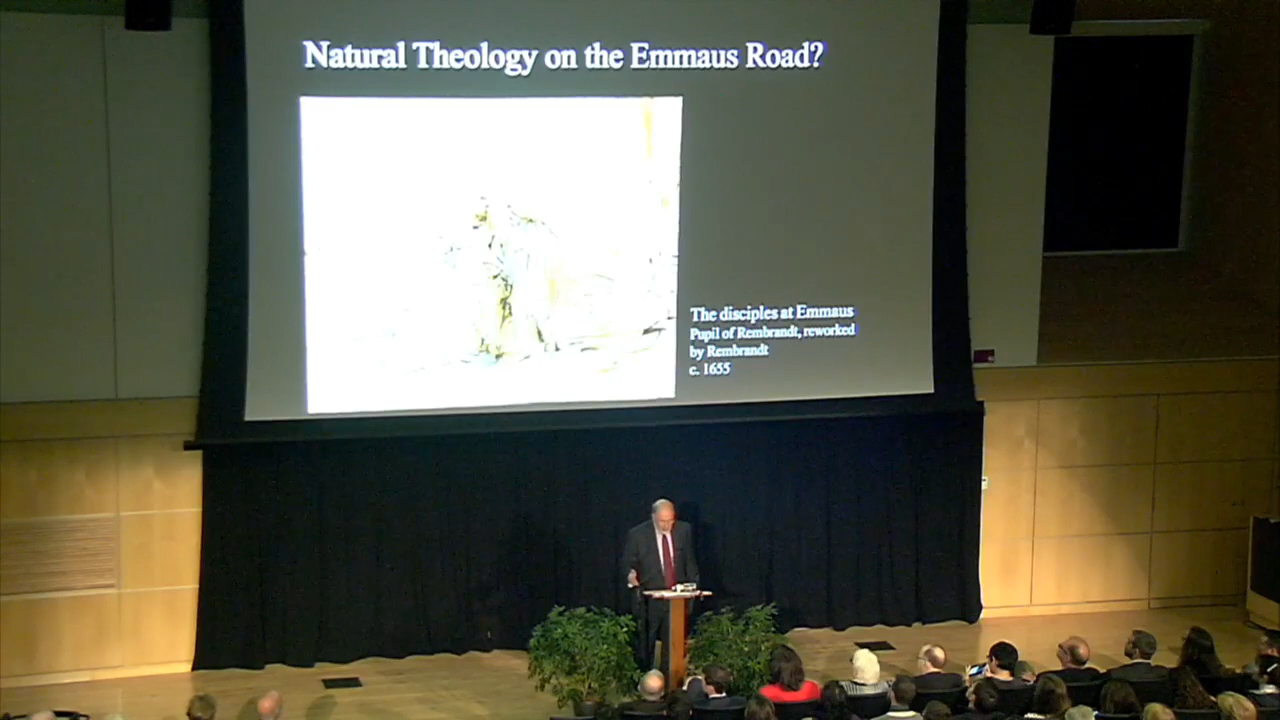 Natural Theology on the Emmaus Road?
The disciples at Emmaus
Pupil of Rembrandt, reworked
by Rembrandt
c. 1655